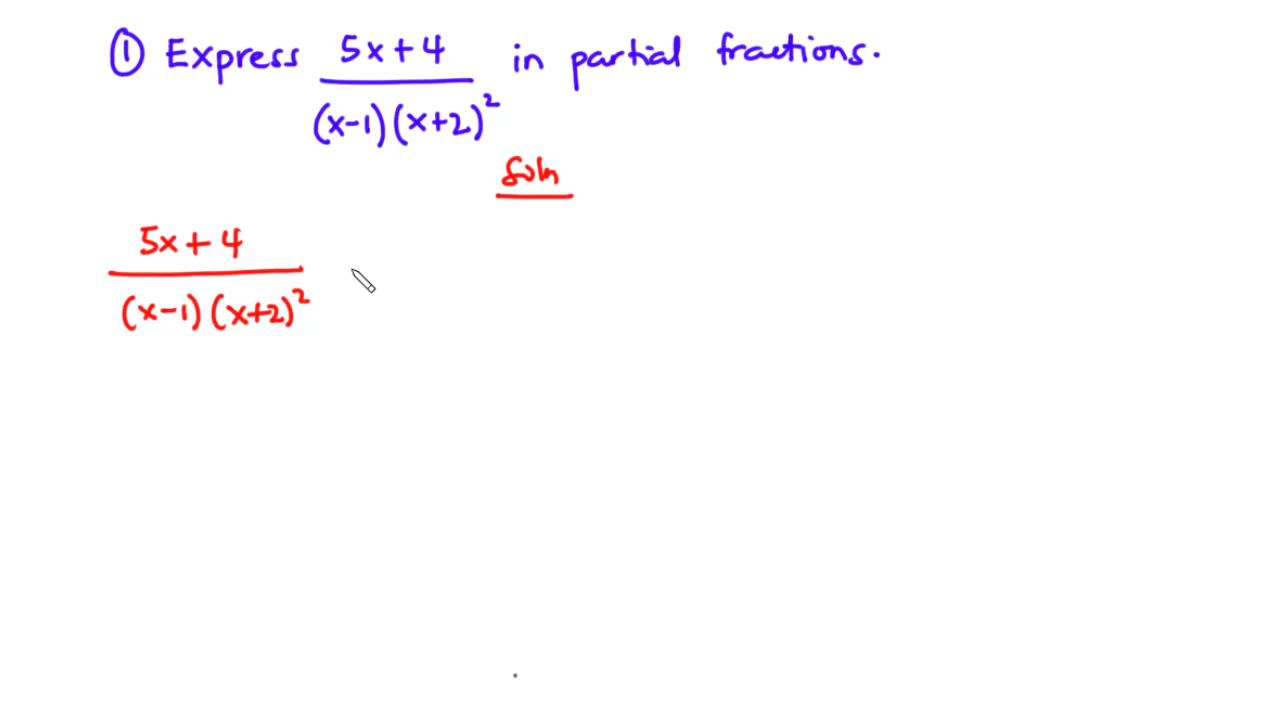 ① Express 5x+4 in partial fractions.
(x-1)(x+2)²
Soln
5x+4
(x-1)(x+2)²